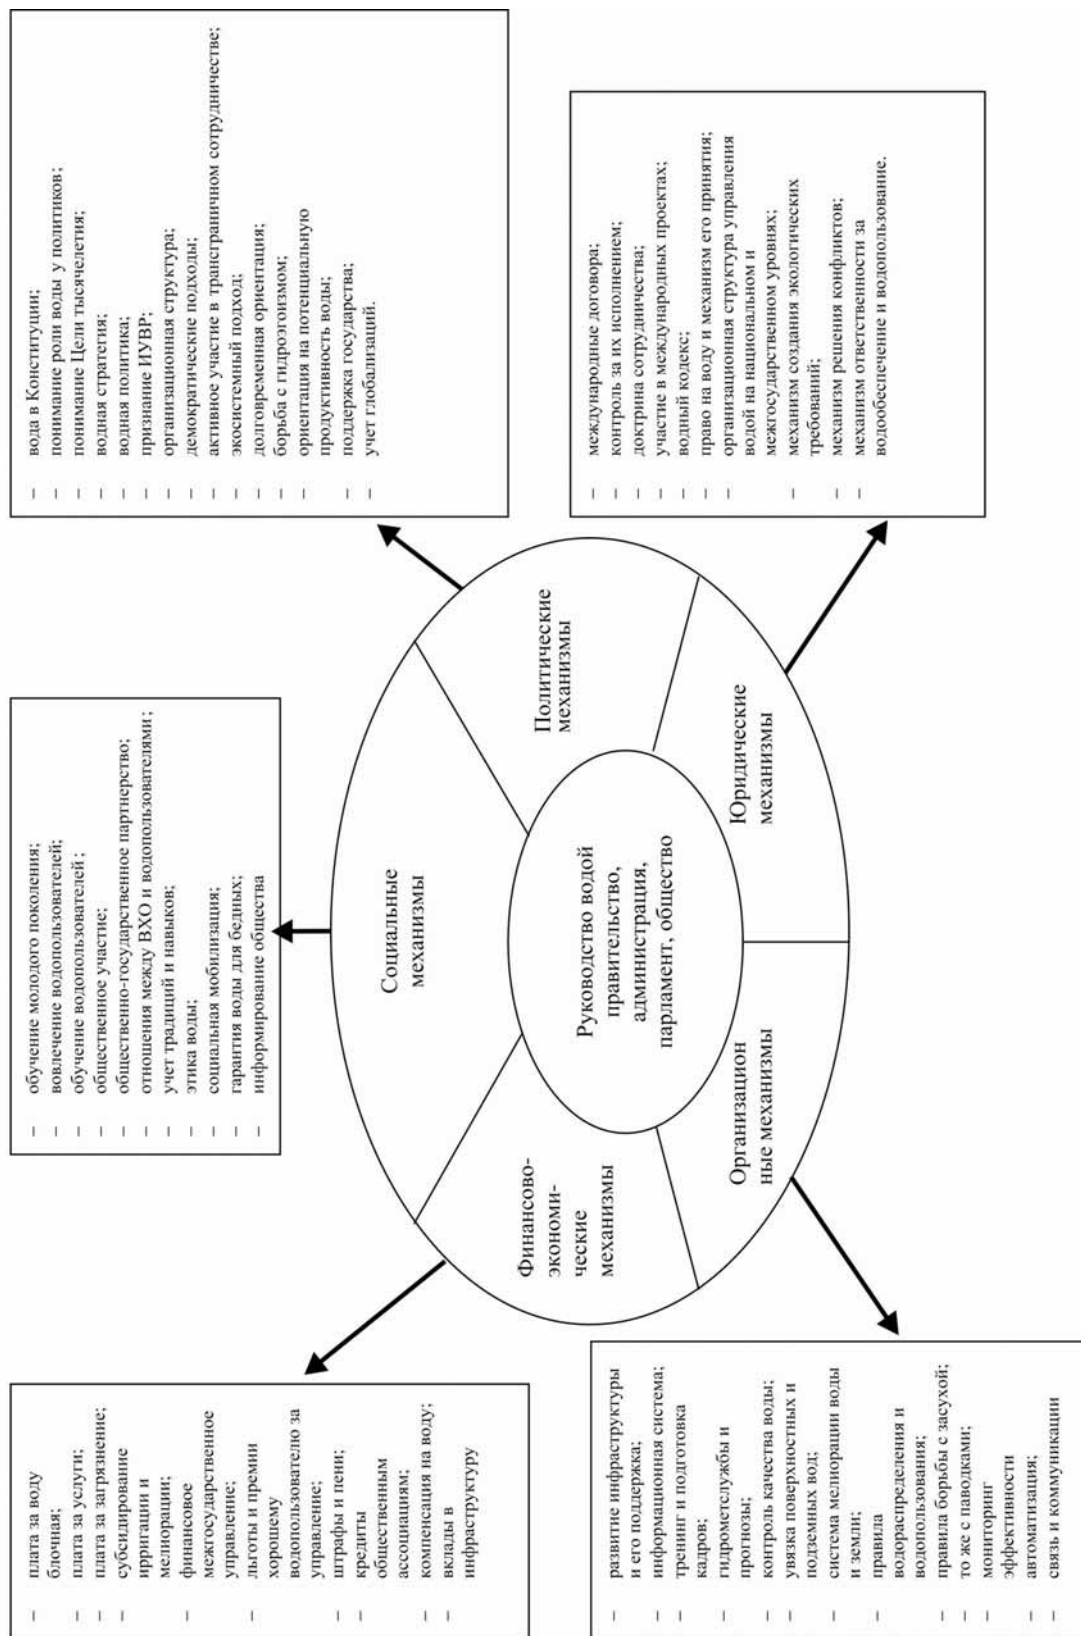 – плата за воду
блочная;
– плата за услуги;
– плата за загрязнение;
– субсидирование
ирригации и
мелиорации;
– финансовое
межгосударственное
управление;
– льготы и премии
хорошему
водопользователю за
управление;
– штрафы и пени;
– кредиты
общественным
ассоциациям;
– компенсация на воду;
– вклады в
инфраструктуру
– обучение молодого поколения;
– вовлечение водопользователей;
– обучение водопользователей;
– общественное участие;
– общественно-государственное партнерство;
– отношения между ВХО и водопользователями;
– учет традиций и навыков;
– этика воды;
– социальная мобилизация;
– гарантия воды для бедных;
– информирование общества
– вода в Конституции;
– понимание роли воды у политиков;
– понимание Цели тысячелетия;
– водная стратегия;
– водная политика;
– признание ИУВР;
– организационная структура;
– демократические подходы;
– активное участие в трансграничном сотрудничестве;
– экосистемный подход;
– долговременная ориентация;
– борьба с гидроэгоизмом;
– ориентация на потенциальную
продуктивность воды;
– поддержка государства;
– учет глобализаций.
Финансово-
экономи-
ческие
механизмы
Социальные
механизмы
Политические
механизмы
Руководство водой
правительство,
администрация,
парламент, общество
Организацион
ные механизмы
Юридические
механизмы
– развитие инфраструктуры
и его поддержка;
– информационная система;
– тренинг и подготовка
кадров;
– гидрометслужбы и
прогнозы;
– контроль качества воды;
– увязка поверхностных и
подземных вод;
– система мелиорации воды
и земли;
– правила
вододораспределения и
водопользования;
– правила борьбы с засухой;
– то же с паводками;
– мониторинг
эффективности
– автоматизация;
– связь и коммуникации
– международные договора;
– контроль за их исполнением;
– доктрина сотрудничества;
– участие в международных проектах;
– водный кодекс;
– право на воду и механизм его принятия;
– организационная структура управления
водой на национальном и
межгосударственном уровнях;
– механизм создания экологических
требований;
– механизм решения конфликтов;
– механизм ответственности за
водообеспечение и водопользование.